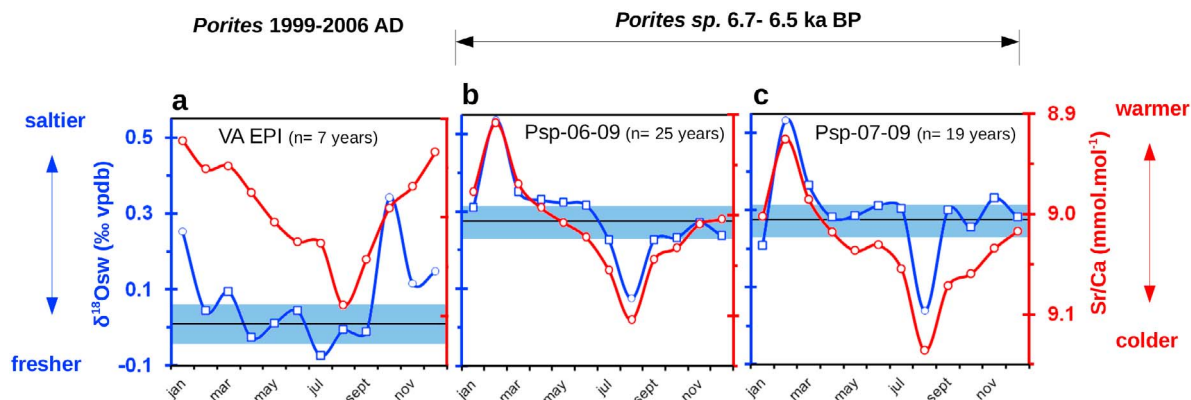 Porites 1999-2006 AD
Porites sp. 6.7- 6.5 ka BP
a
b
c
saltier
fresher
δ¹⁸Osw (‰ vpdb)
0.5
0.3
0.1
-0.1
VA EPI (n= 7 years)
Psp-06-09 (n= 25 years)
Psp-07-09 (n= 19 years)
8.9
9.0
9.1
Sr/Ca (mmol.mol⁻¹)
warmer
colder
jan mar may jul sept nov
jan mar may jul sept nov
jan mar may jul sept nov